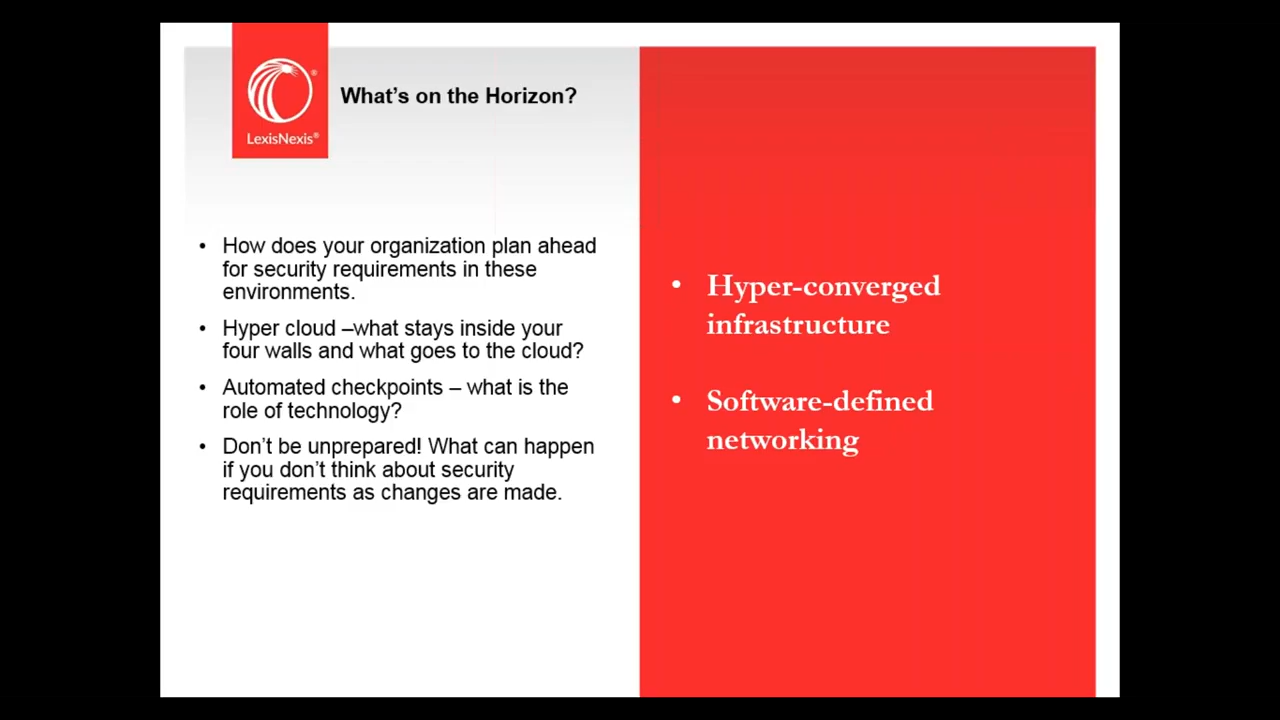 LexisNexis®
What's on the Horizon?
• How does your organization plan ahead
for security requirements in these
environments.
• Hyper cloud –what stays inside your
four walls and what goes to the cloud?
• Automated checkpoints – what is the
role of technology?
• Don't be unprepared! What can happen
if you don't think about security
requirements as changes are made.
• Hyper-converged
infrastructure
• Software-defined
networking